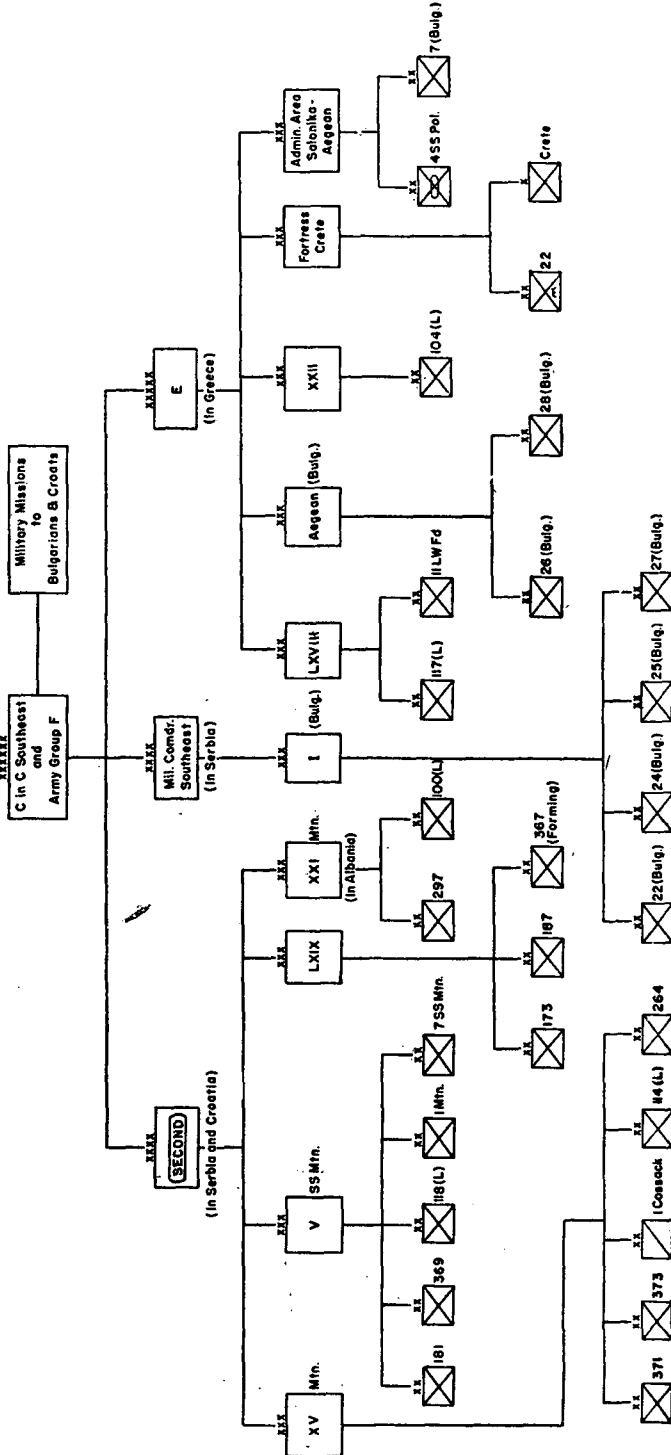 XXXXXX
C in C Southeast
and
Army Group F
Military Missions
to
Bulgarians & Croats
XXXX
(SECOND)
(In Serbia and Croatia)
Mil. Comdr.
Southeast
(In Serbia)
XXXXX
E
(In Greece)
XXX
XV
Mtn.
XXX
V
SS Mtn.
XXX
LXIX
XXX
XXI
Mtn.
(In Albania)
XXX
I
(Bulg.)
XXX
LXVIII
XXX
Aegean
(Bulg.)
XXX
XXII
XXX
Fortress
Crete
XXX
Admin. Area
Salonika-
Aegean
XX
181
XX
369
XX
118(L)
XX
1 Mtn.
XX
7 SS Mtn.
XX
297
XX
100(L)
XX
117(L)
XX
11 LWFd
XX
104(L)
XX
4 SS Pol.
XX
7 (Bulg.)
XX
173
XX
187
XX
367
(Forming)
XX
26 (Bulg.)
XX
28 (Bulg.)
XX
22
X
Crete
XX
371
XX
373
XX
1 Cossack
XX
114(L)
XX
264
XX
22 (Bulg.)
XX
24 (Bulg.)
XX
25 (Bulg.)
XX
27 (Bulg.)